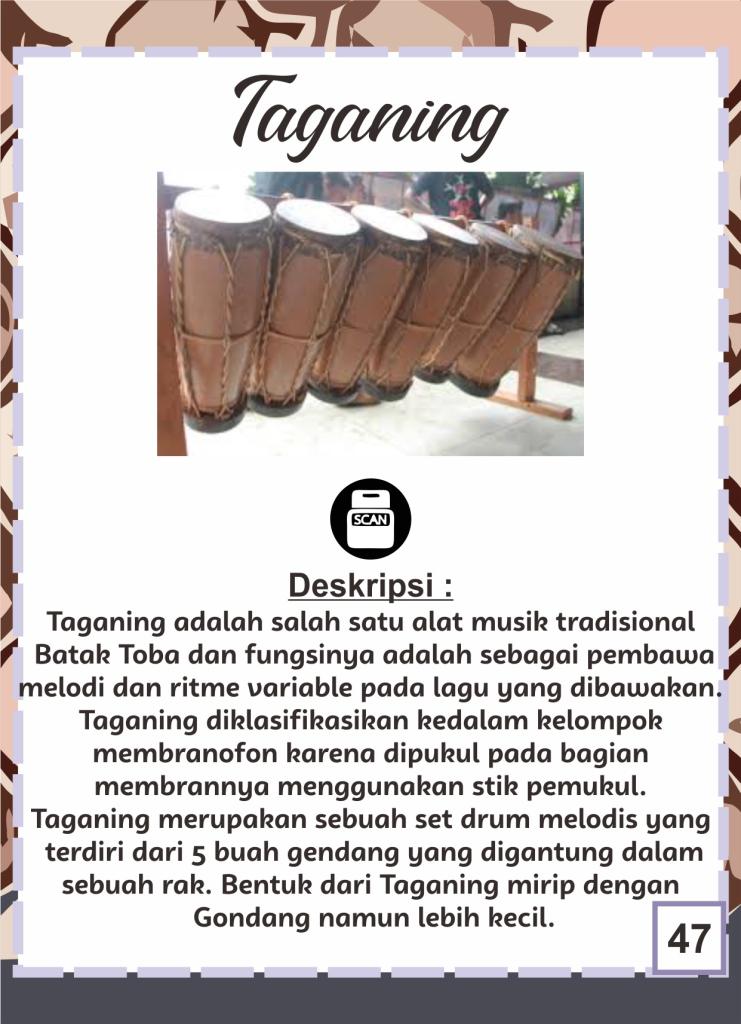 Taganing
SCAN
Deskripsi :
Taganing adalah salah satu alat musik tradisional
Batak Toba dan fungsinya adalah sebagai pembawa
melodi dan ritme variable pada lagu yang dibawakan.
Taganing diklasifikasikan kedalam kelompok
membranofon karena dipukul pada bagian
membrannya menggunakan stik pemukul.
Taganing merupakan sebuah set drum melodis yang
terdiri dari 5 buah gendang yang digantung dalam
sebuah rak. Bentuk dari Taganing mirip dengan
Gondang namun lebih kecil.
47